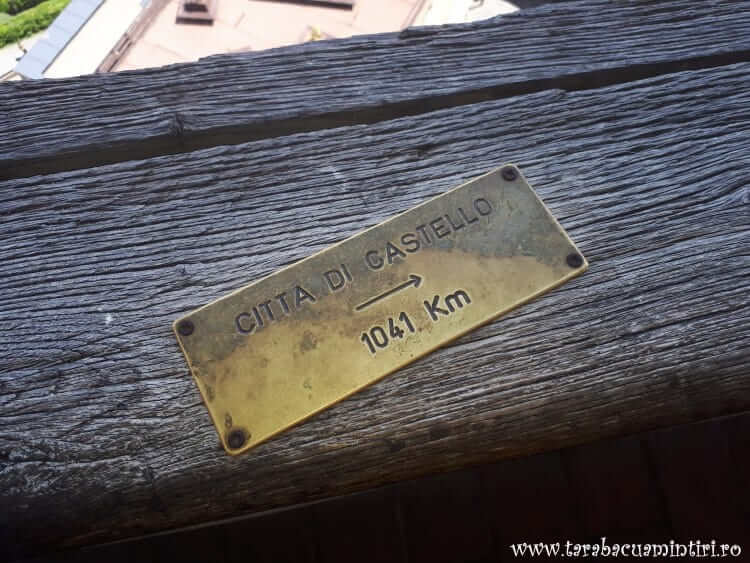 CITTA DI CASTELLO
→
1041 Km
www.tarabacuamintiri.ro